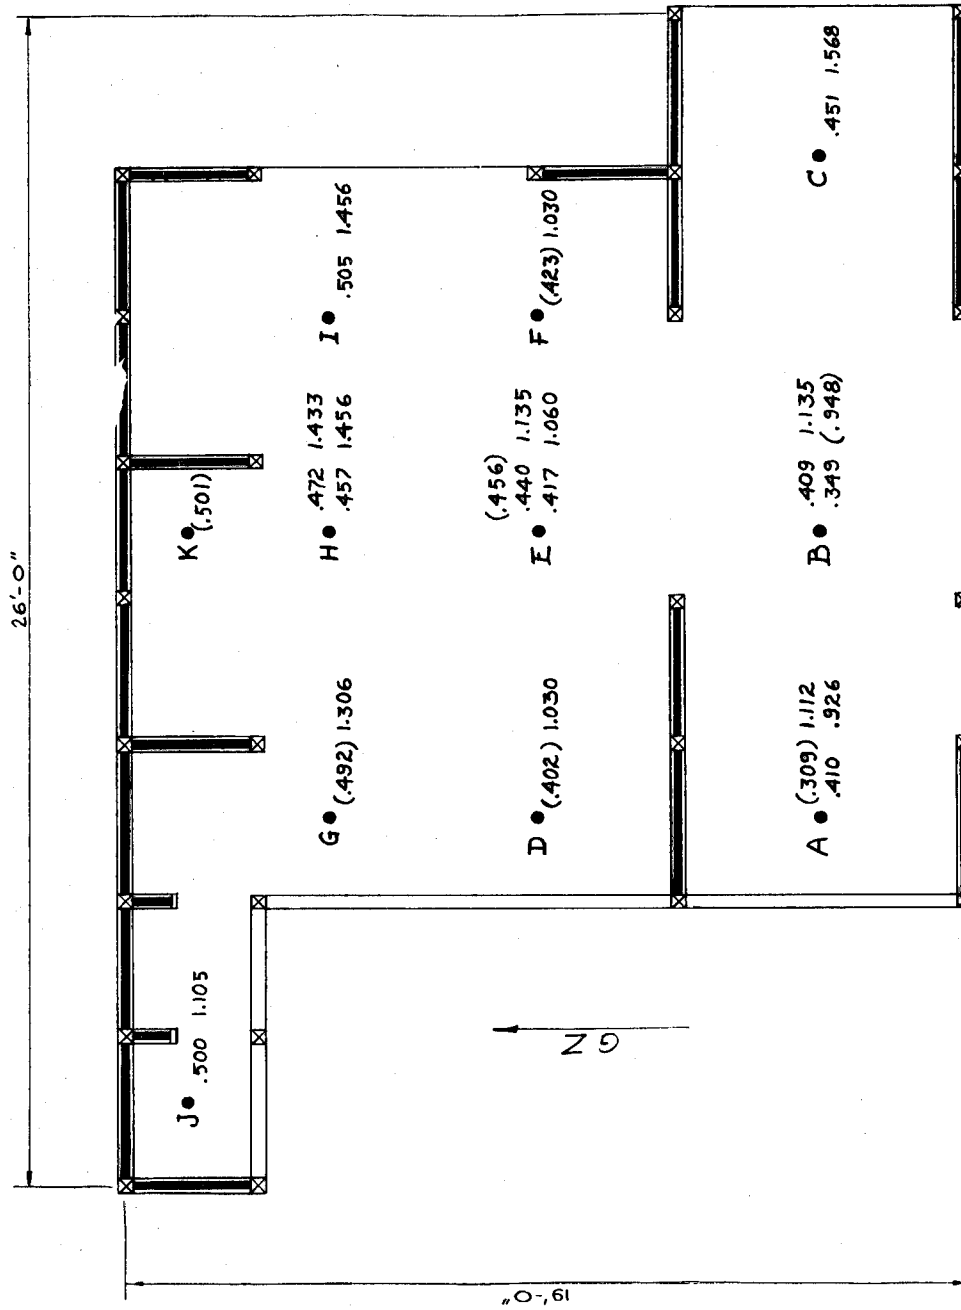 26'-0"
C
.451 1.568
I
.505 1.456
F
(.423) 1.030
K
(.501)
H
.472 1.433
.457 1.456
E
(.456)
.440 1.135
.417 1.060
B
.409 1.135
.349 (.948)
G
(.492) 1.306
D
(.402) 1.030
A
(.309) 1.112
.410 .926
J
.500 1.105
GZ
19'-0"